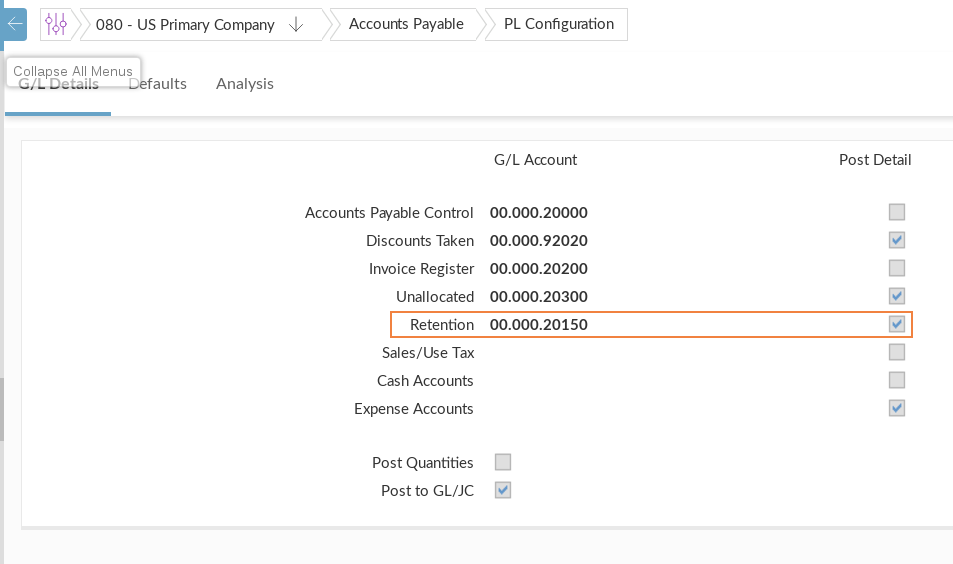 080 - US Primary Company Accounts Payable PL Configuration
Collapse All Menus
G/L Details Defaults Analysis
G/L Account Post Detail
Accounts Payable Control 00.000.20000
Discounts Taken 00.000.92020
Invoice Register 00.000.20200
Unallocated 00.000.20300
Retention 00.000.20150
Sales/Use Tax
Cash Accounts
Expense Accounts
Post Quantities
Post to GL/JC